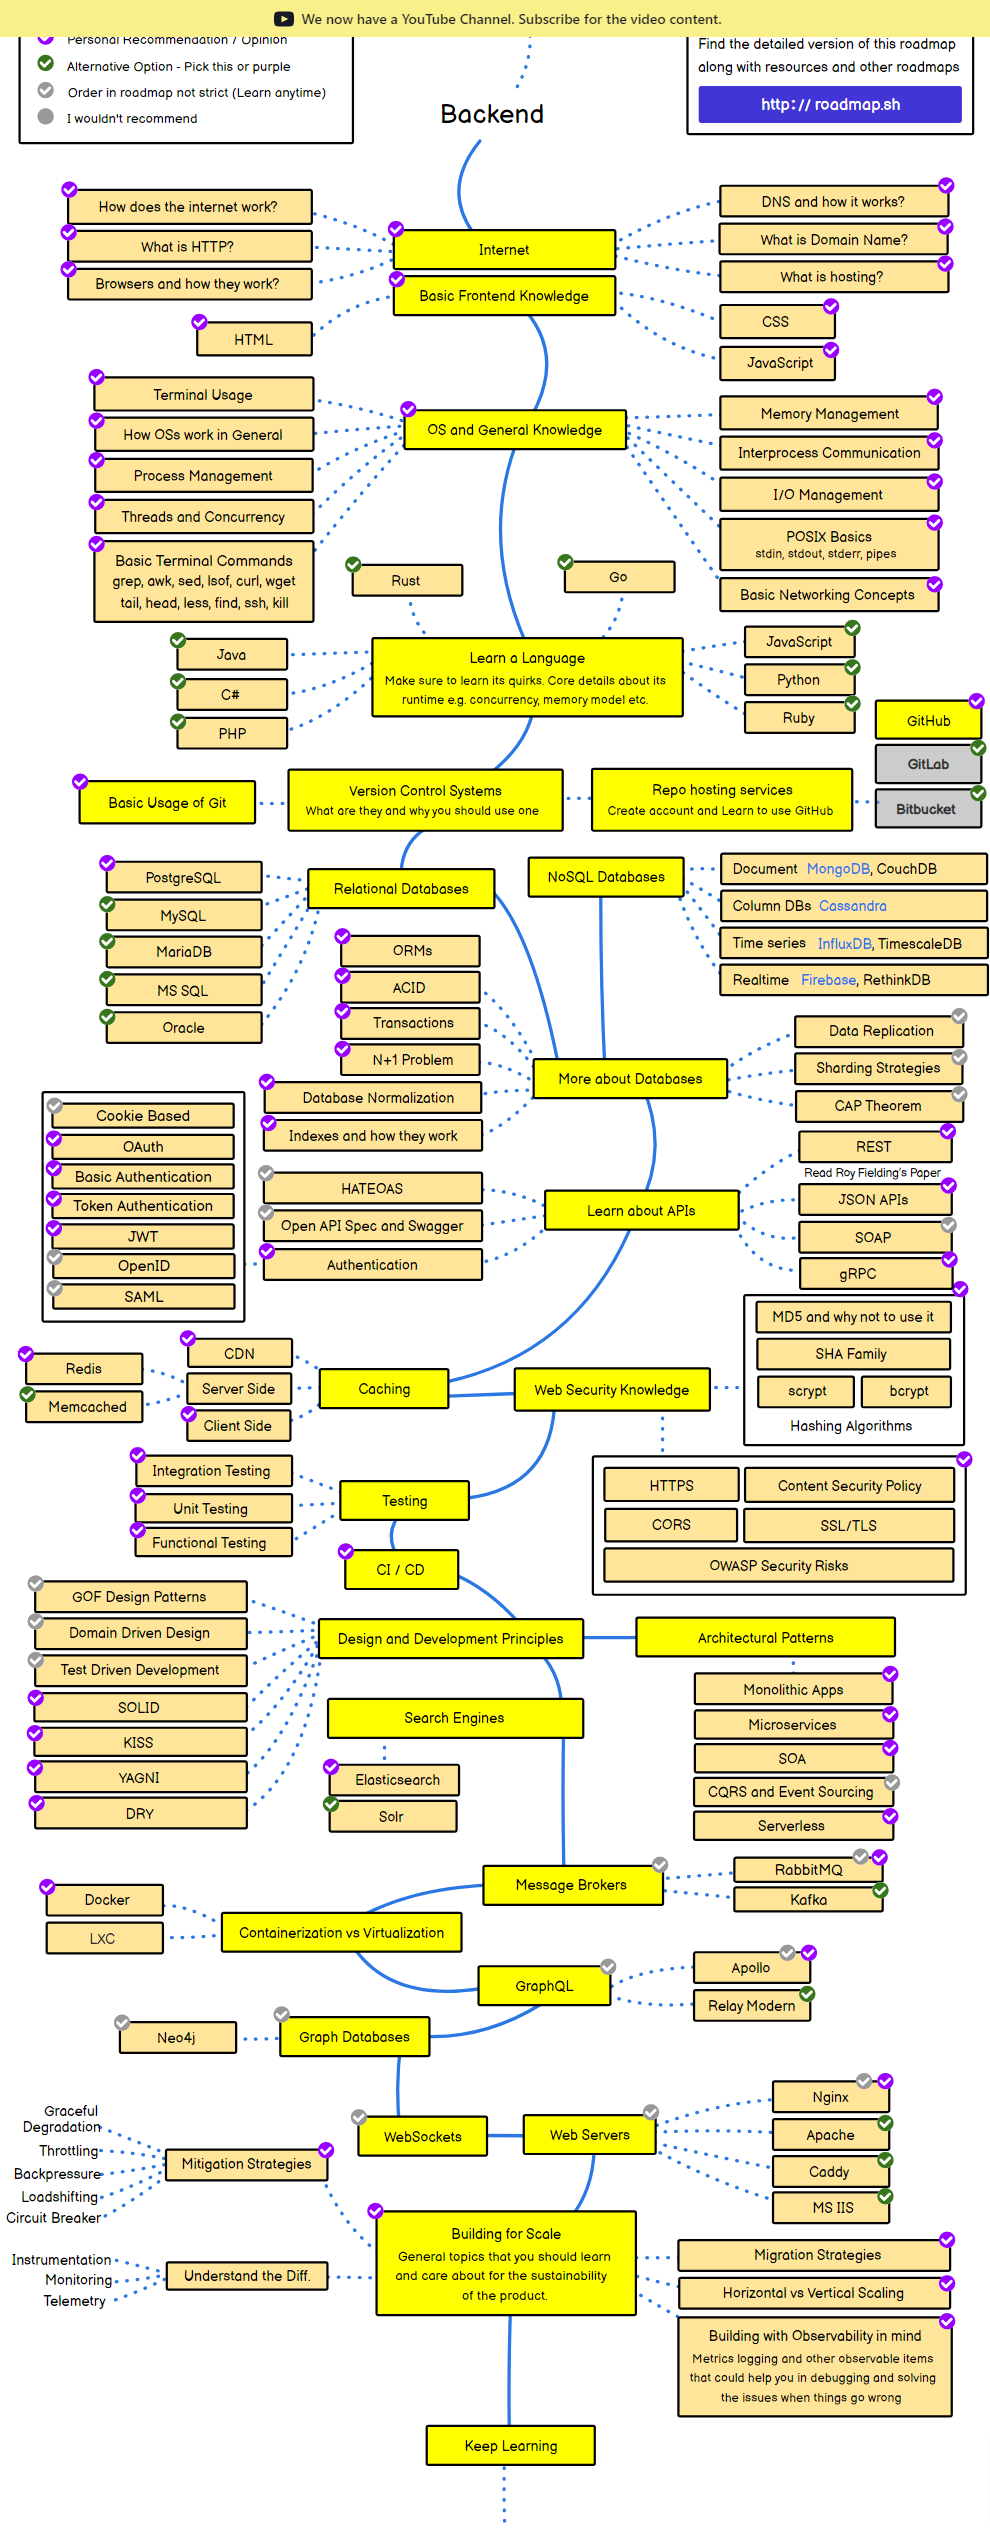 We now have a YouTube Channel. Subscribe for the video content.
Personal Recommendation / Opinion
Alternative Option - Pick this or purple
Order in roadmap not strict (Learn anytime)
I wouldn't recommend
Find the detailed version of this roadmap
along with resources and other roadmaps
http: // roadmap.sh
Backend
How does the internet work?
What is HTTP?
Browsers and how they work?
Internet
DNS and how it works?
What is Domain Name?
What is hosting?
Basic Frontend Knowledge
HTML
CSS
JavaScript
Terminal Usage
How OSs work in General
Process Management
Threads and Concurrency
Basic Terminal Commands
grep, awk, sed, lsof, curl, wget
tail, head, less, find, ssh, kill
OS and General Knowledge
Memory Management
Interprocess Communication
I/O Management
POSIX Basics
stdin, stdout, stderr, pipes
Basic Networking Concepts
Rust
Go
Java
C#
PHP
Learn a Language
Make sure to learn its quirks. Core details about its
runtime e.g. concurrency, memory model etc.
JavaScript
Python
Ruby
GitHub
GitLab
Bitbucket
Basic Usage of Git
Version Control Systems
What are they and why you should use one
Repo hosting services
Create account and Learn to use GitHub
PostgreSQL
MySQL
MariaDB
MS SQL
Oracle
Relational Databases
NoSQL Databases
Document MongoDB, CouchDB
Column DBs Cassandra
Time series InfluxDB, TimescaleDB
Realtime Firebase, RethinkDB
ORMs
ACID
Transactions
N+1 Problem
Database Normalization
Indexes and how they work
More about Databases
Data Replication
Sharding Strategies
CAP Theorem
Cookie Based
OAuth
Basic Authentication
Token Authentication
JWT
OpenID
SAML
HATEOAS
Open API Spec and Swagger
Authentication
Learn about APIs
REST
Read Roy Fielding's Paper
JSON APIs
SOAP
gRPC
Redis
Memcached
CDN
Server Side
Client Side
Caching
Web Security Knowledge
MD5 and why not to use it
SHA Family
scrypt
bcrypt
Hashing Algorithms
HTTPS
Content Security Policy
CORS
SSL/TLS
OWASP Security Risks
Integration Testing
Unit Testing
Functional Testing
Testing
CI / CD
GOF Design Patterns
Domain Driven Design
Test Driven Development
SOLID
KISS
YAGNI
DRY
Design and Development Principles
Architectural Patterns
Monolithic Apps
Microservices
SOA
CQRS and Event Sourcing
Serverless
Search Engines
Elasticsearch
Solr
Message Brokers
RabbitMQ
Kafka
Docker
LXC
Containerization vs Virtualization
GraphQL
Apollo
Relay Modern
Neo4j
Graph Databases
WebSockets
Web Servers
Nginx
Apache
Caddy
MS IIS
Graceful
Degradation
Throttling
Backpressure
Loadshifting
Circuit Breaker
Mitigation Strategies
Instrumentation
Monitoring
Telemetry
Understand the Diff.
Building for Scale
General topics that you should learn
and care about for the sustainability
of the product.
Migration Strategies
Horizontal vs Vertical Scaling
Building with Observability in mind
Metrics logging and other observable items
that could help you in debugging and solving
the issues when things go wrong
Keep Learning